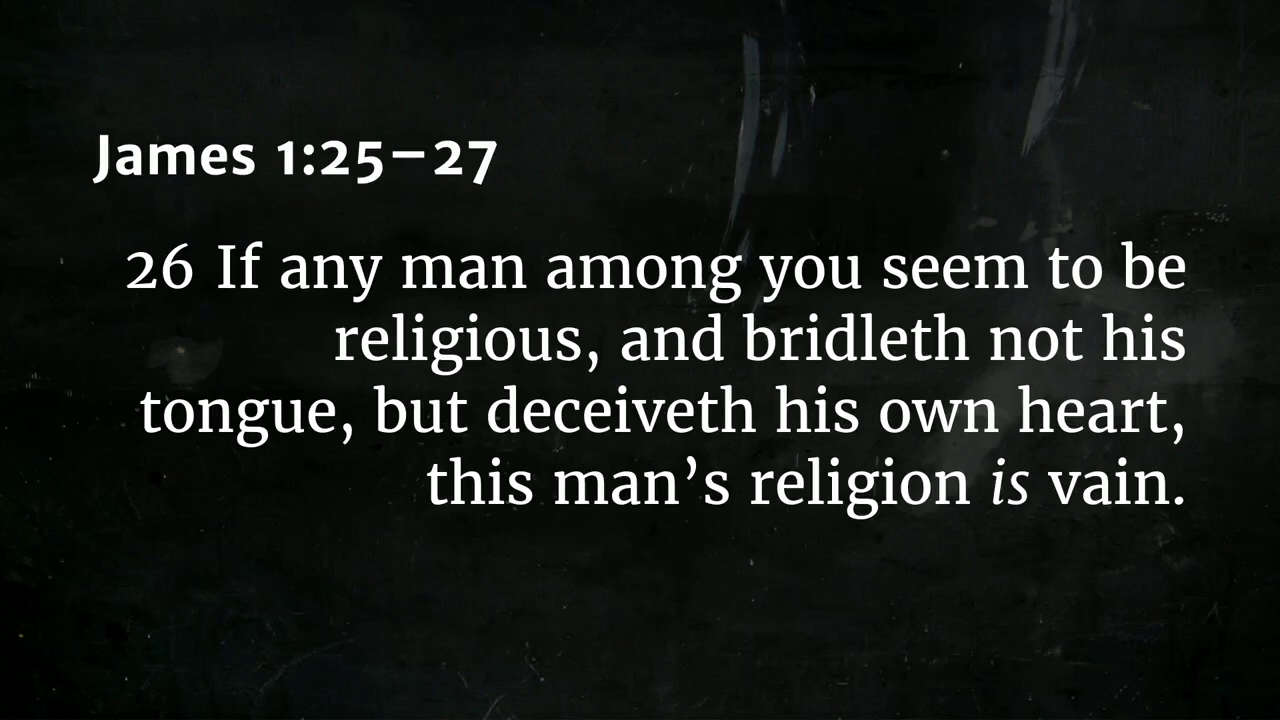 James 1:25–27
26 If any man among you seem to be
religious, and bridleth not his
tongue, but deceiveth his own heart,
this man’s religion is vain.